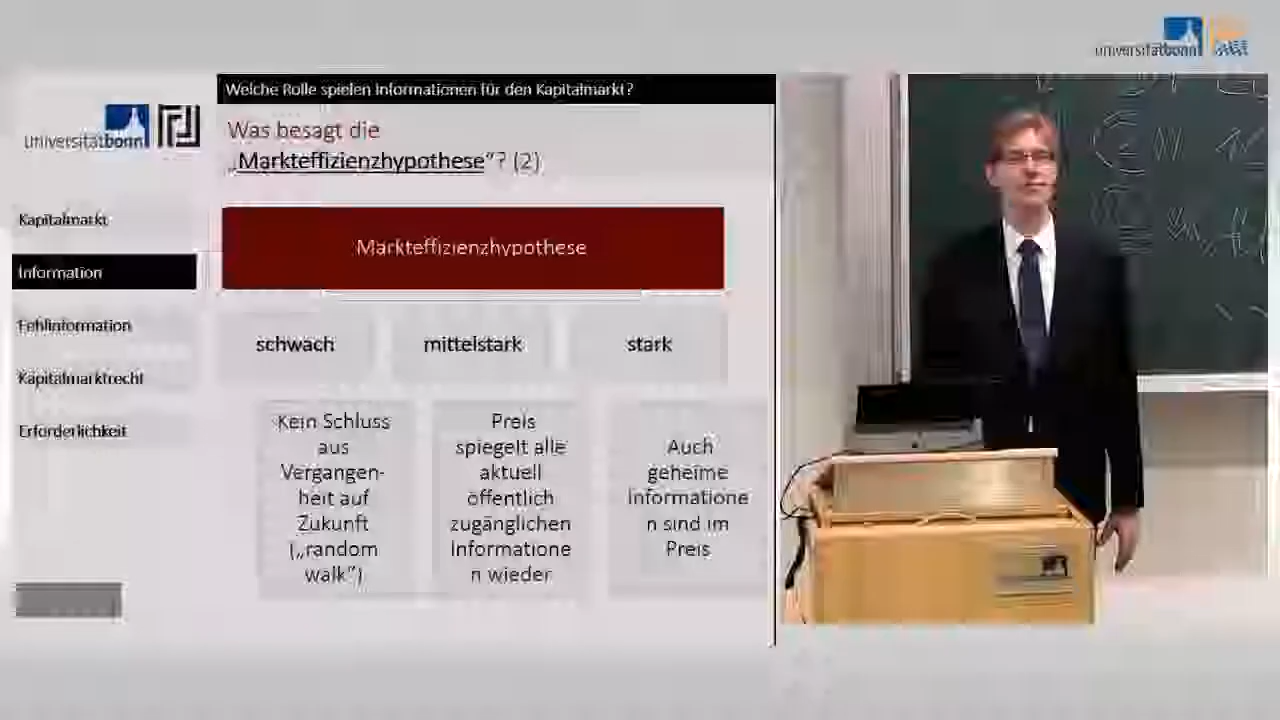 universitätbonn
Welche Rolle spielen Informationen für den Kapitalmarkt?
universitätbonn
Was besagt die
„Markteffizienzhypothese“? (2)
Kapitalmarkt
Information
Fehlinformation
Kapitalmarktrecht
Erforderlichkeit
Markteffizienzhypothese
schwach
mittelstark
stark
Kein Schluss
aus
Vergangen-
heit auf
Zukunft
(„random
walk“)
Preis
spiegelt alle
aktuell
öffentlich
zugänglichen
Informatione
n wieder
Auch
geheime
Informatione
n sind im
Preis